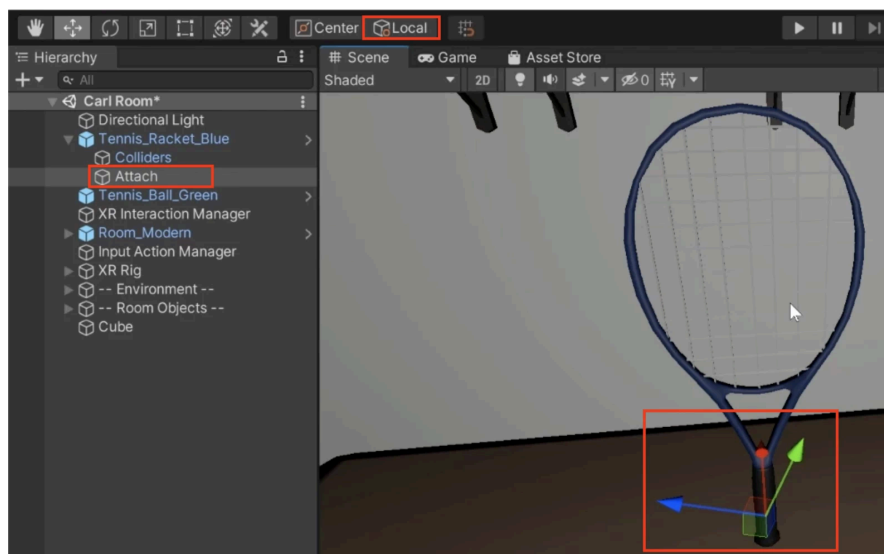 Center Local
Hierarchy
All
Scene Game Asset Store
Shaded 2D 0
Carl Room*
Directional Light
Tennis_Racket_Blue
Colliders
Attach
Tennis_Ball_Green
XR Interaction Manager
Room_Modern
Input Action Manager
XR Rig
-- Environment --
-- Room Objects --
Cube